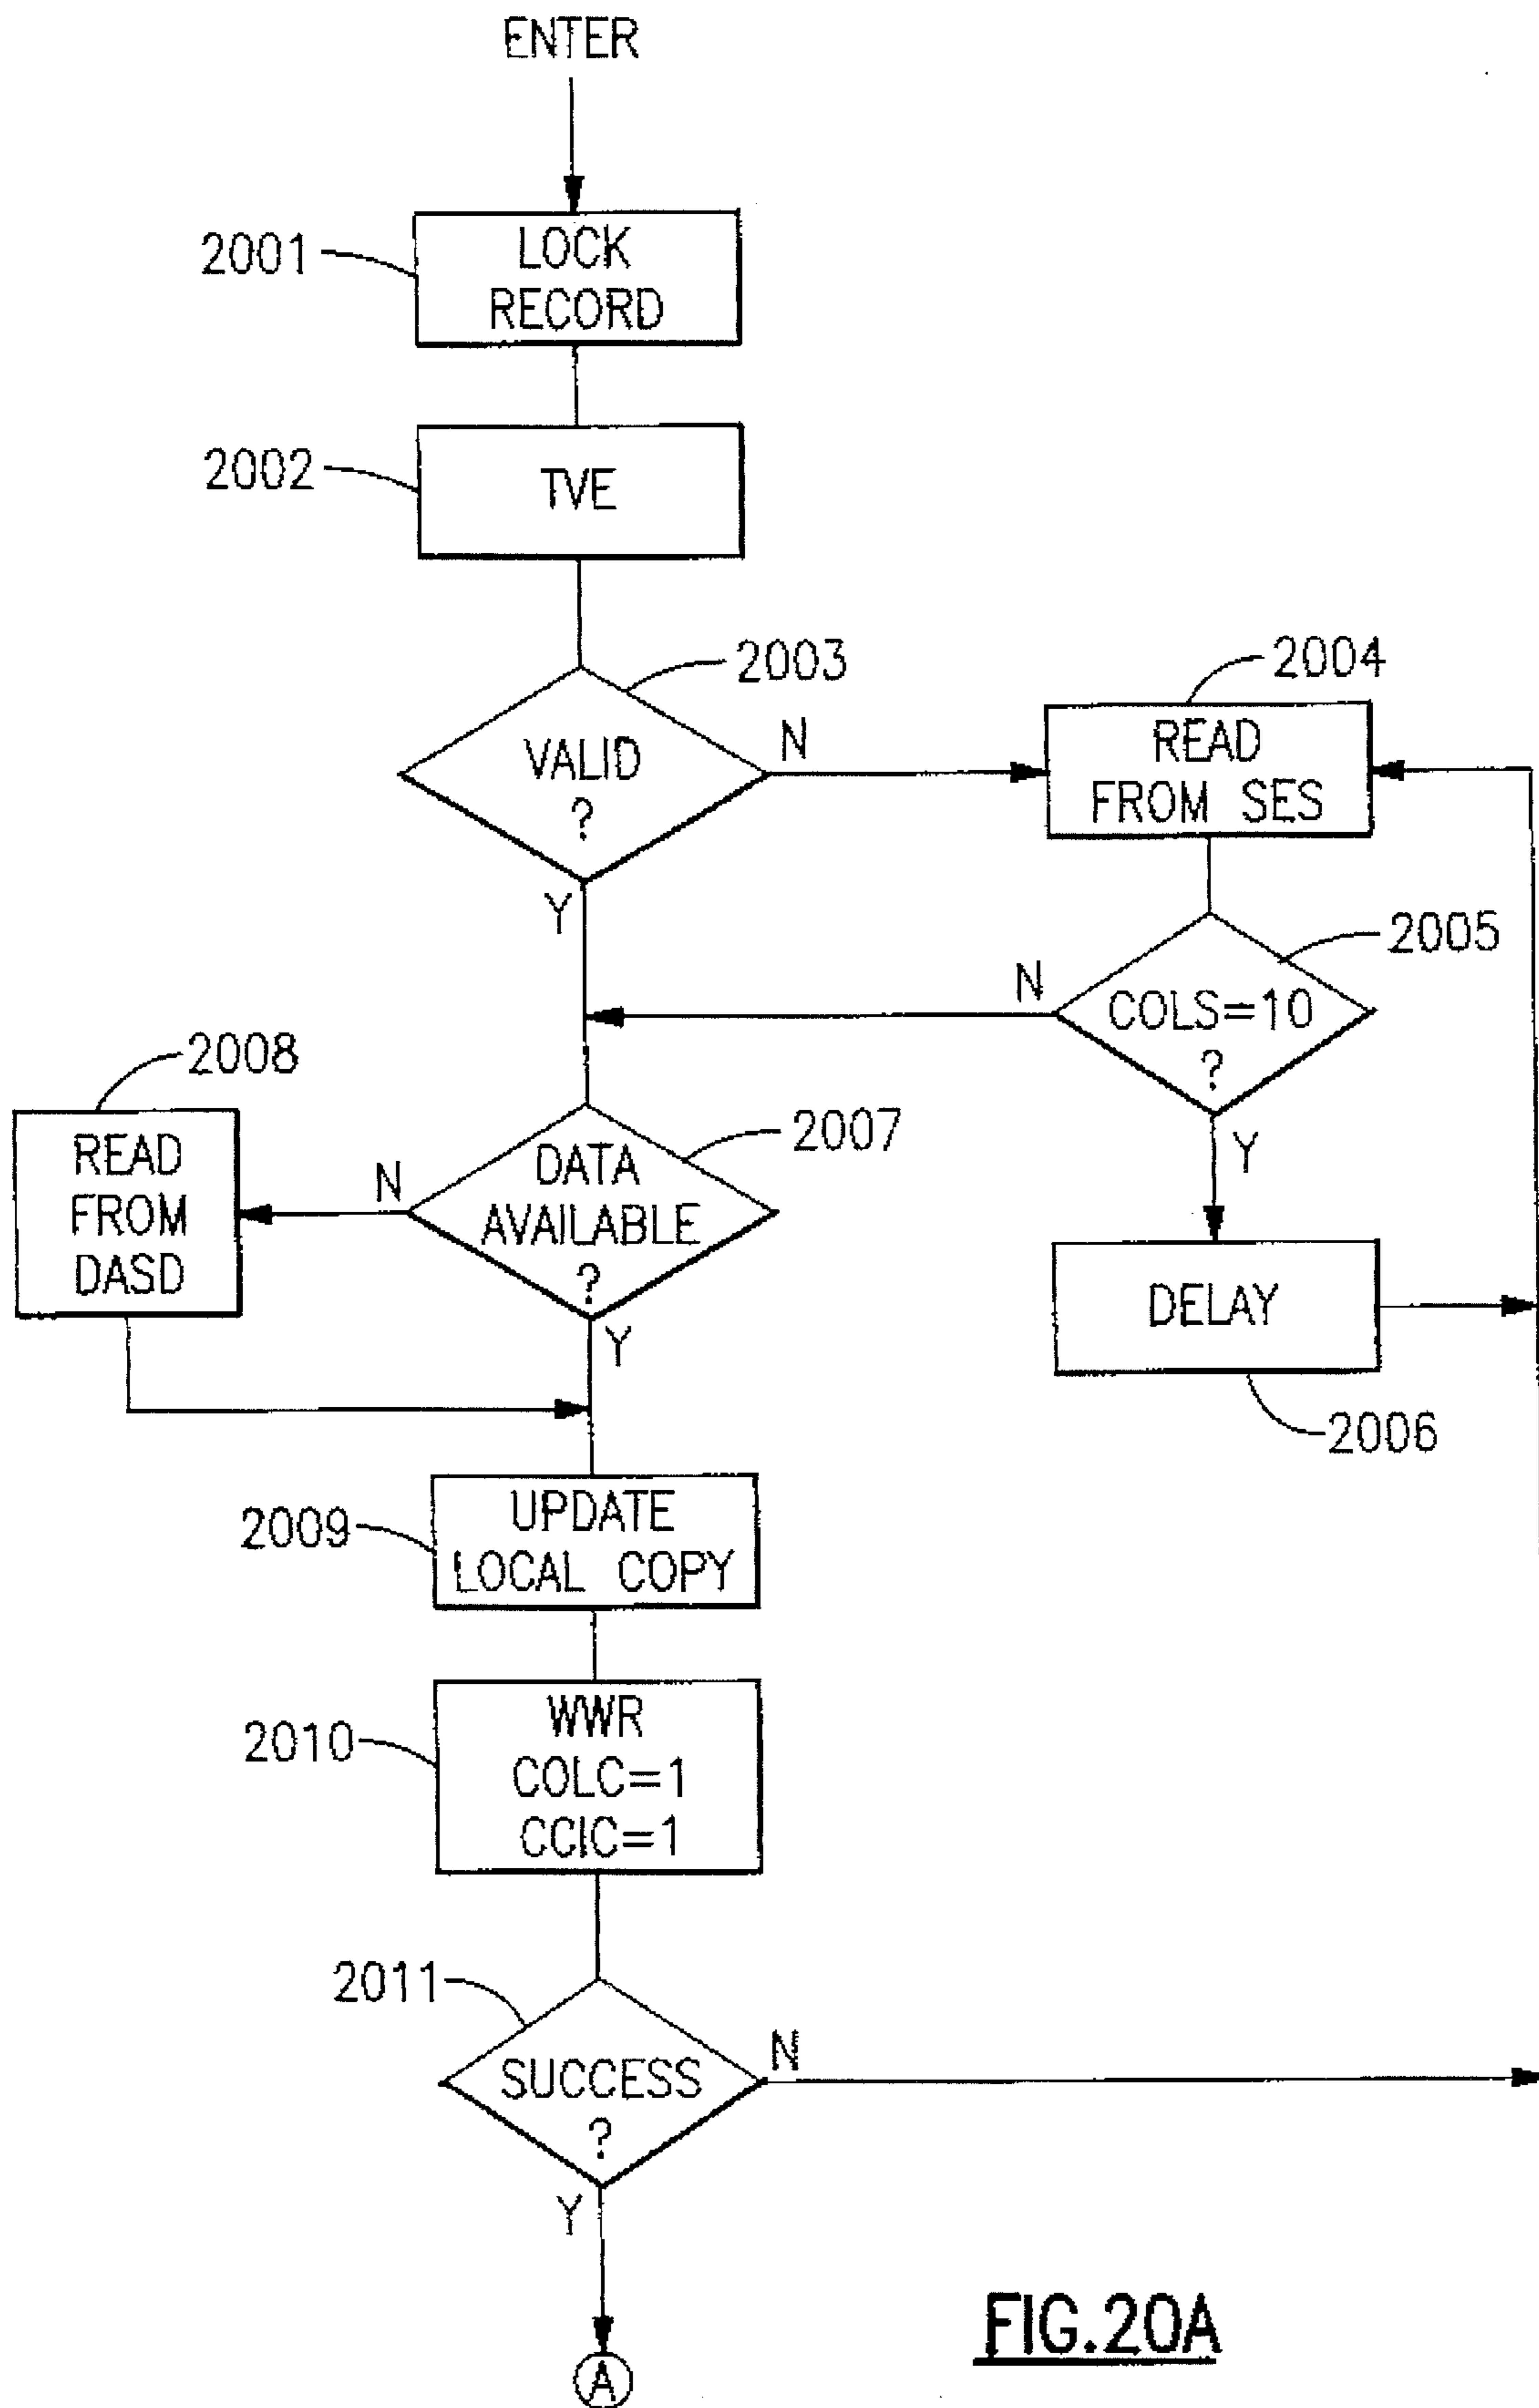 ENTER
2001
LOCK
RECORD
2002
TVE
2003
VALID
?
N
Y
2004
READ
FROM SES
2005
COLS=10
?
N
Y
2008
READ
FROM
DASD
2007
DATA
AVAILABLE
?
N
Y
DELAY
2006
2009
UPDATE
LOCAL COPY
2010
WWR
COLC=1
CCIC=1
2011
SUCCESS
?
N
Y
A
FIG.20A